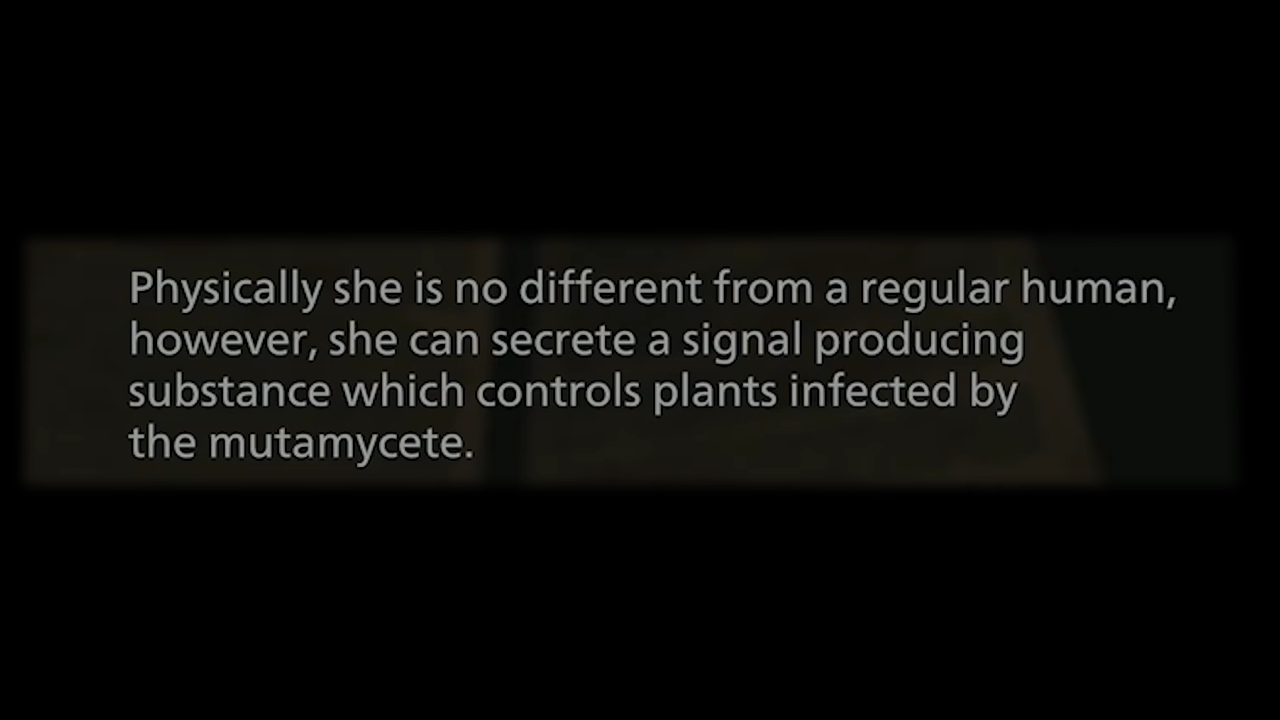 Physically she is no different from a regular human,
however, she can secrete a signal producing
substance which controls plants infected by
the mutamycete.